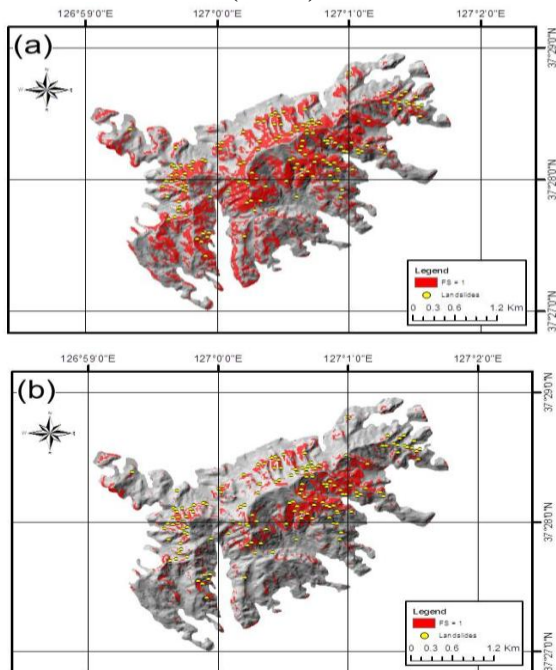 126°59'0"E 127°0'0"E 127°1'0"E 127°2'0"E
(a)
37°29'0"N
37°28'0"N
37°27'0"N
Legend
FS = 1
Landslides
0 0.3 0.6 1.2 Km
126°59'0"E 127°0'0"E 127°1'0"E 127°2'0"E
(b)
37°29'0"N
37°28'0"N
37°27'0"N
Legend
FS = 1
Landslides
0 0.3 0.6 1.2 Km